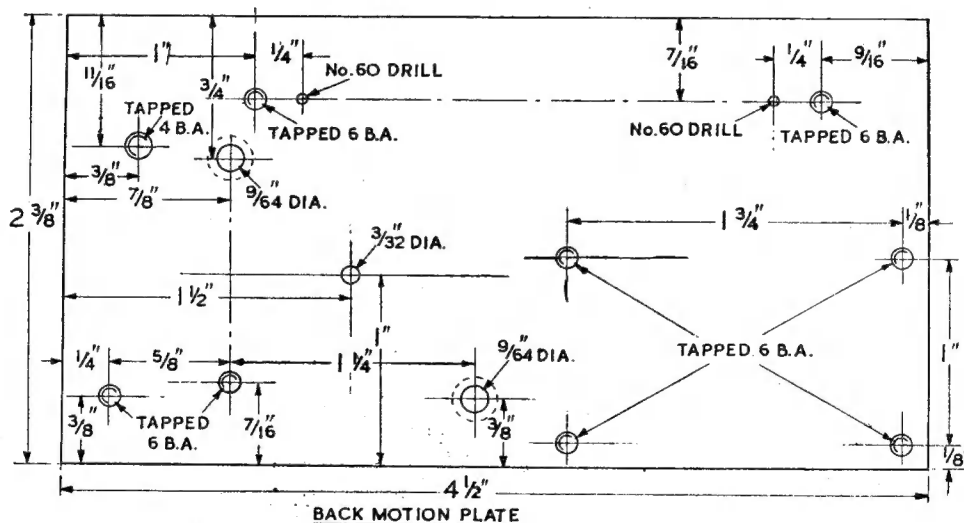 1"
1/4"
7/16"
1/4"
9/16"
11/16"
3/4"
No.60 DRILL
TAPPED
4 B.A.
TAPPED 6 B.A.
No.60 DRILL
TAPPED 6 B.A.
3/8"
9/64" DIA.
7/8"
2 3/8"
1 3/4"
1/8"
3/32" DIA.
1 1/2"
1"
1/4"
5/8"
1 1/4"
9/64" DIA.
TAPPED 6 B.A.
1"
3/8"
TAPPED
6 B.A.
7/16"
3/8"
1/8"
4 1/2"
BACK MOTION PLATE